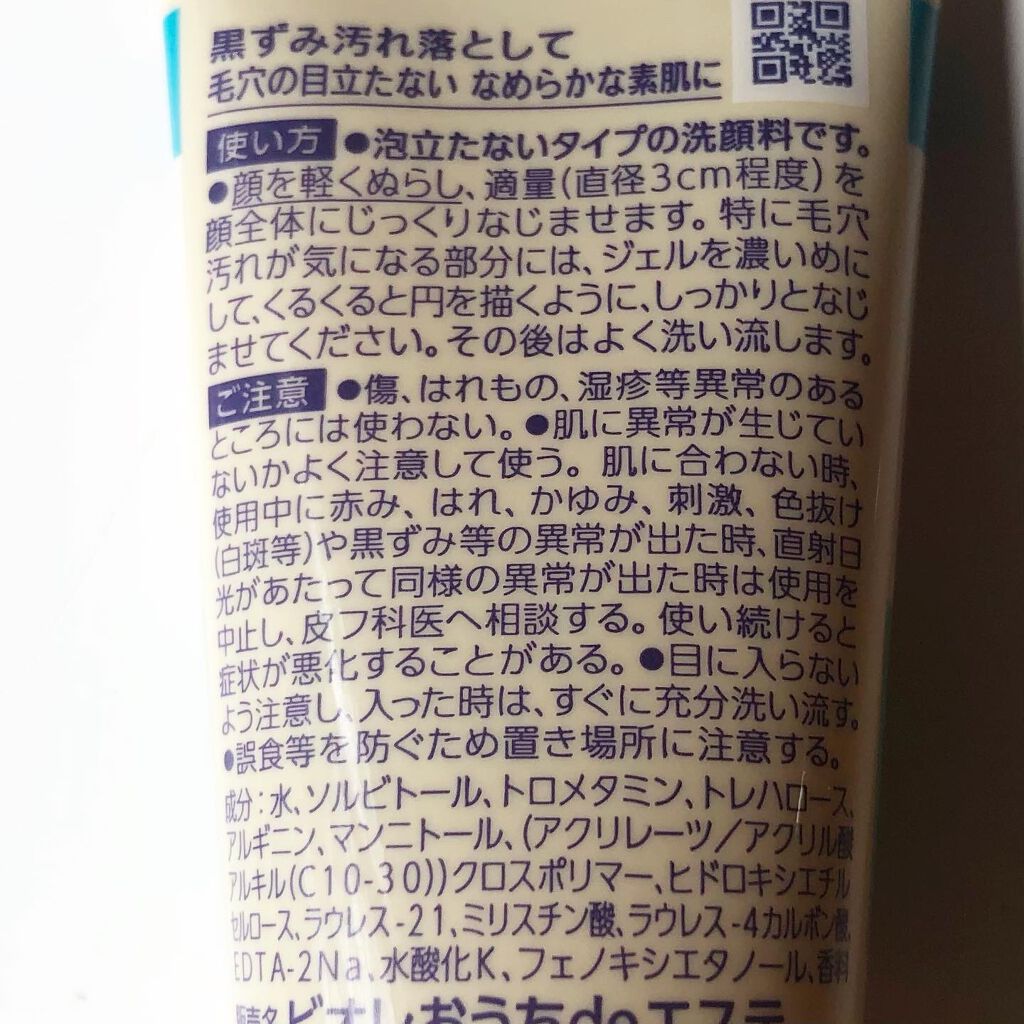 黒ずみ汚れ落として
毛穴の目立たない なめらかな素肌に
使い方 ●泡立たないタイプの洗顔料です。
●顔を軽くぬらし、適量(直径3cm程度)を
顔全体にじっくりなじませます。特に毛穴
汚れが気になる部分には、ジェルを濃いめに
して、くるくると円を描くように、しっかりとなじ
ませてください。その後はよく洗い流します。
ご注意 ●傷、はれもの、湿疹等異常のある
ところには使わない。●肌に異常が生じてい
ないかよく注意して使う。肌に合わない時、
使用中に赤み、はれ、かゆみ、刺激、色抜け
(白斑等)や黒ずみ等の異常が出た時、直射日
光があたって同様の異常が出た時は使用を
中止し、皮フ科医へ相談する。使い続けると
症状が悪化することがある。●目に入らない
よう注意し、入った時は、すぐに充分洗い流す。
●誤食等を防ぐため置き場所に注意する。
成分：水、ソルビトール、トロメタミン、トレハロース、
アルギニン、マンニトール、(アクリレーツ／アクリル酸
アルキル(C10-30))クロスポリマー、ヒドロキシエチル
セルロース、ラウレス-21、ミリスチン酸、ラウレス-4カルボン酸、
EDTA-2Na、水酸化K、フェノキシエタノール、香料
販売名 ビオレおうちdeエステ